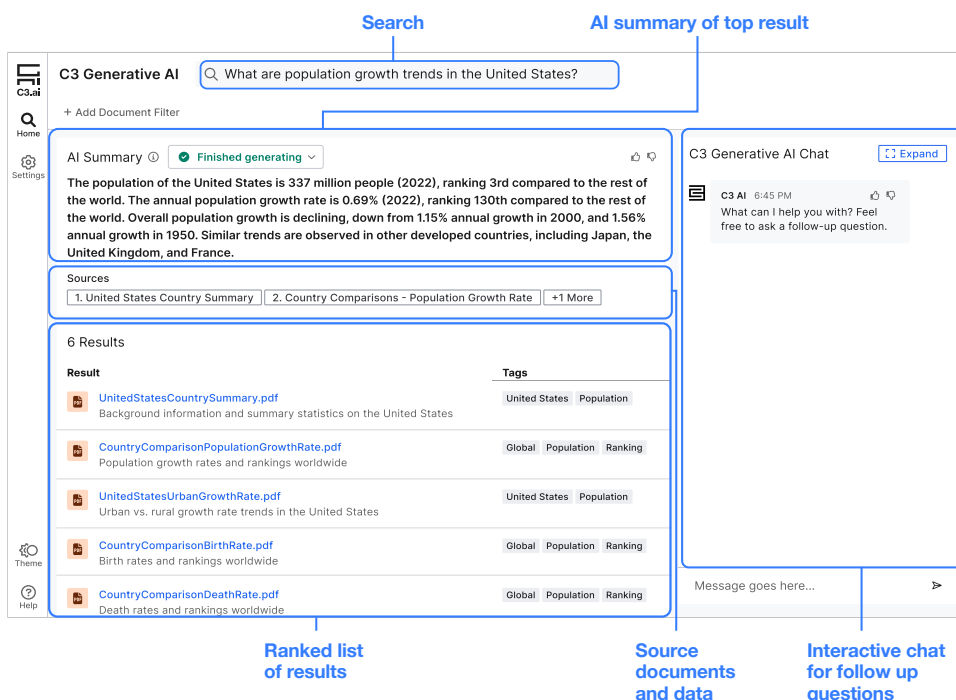 Search
AI summary of top result
C3.ai
C3 Generative AI
What are population growth trends in the United States?
+ Add Document Filter
Home
Settings
AI Summary
Finished generating
The population of the United States is 337 million people (2022), ranking 3rd compared to the rest of
the world. The annual population growth rate is 0.69% (2022), ranking 130th compared to the rest of
the world. Overall population growth is declining, down from 1.15% annual growth in 2000, and 1.56%
annual growth in 1950. Similar trends are observed in other developed countries, including Japan, the
United Kingdom, and France.
Sources
1. United States Country Summary
2. Country Comparisons - Population Growth Rate
+1 More
6 Results
Result
Tags
UnitedStatesCountrySummary.pdf
Background information and summary statistics on the United States
United States Population
CountryComparisonPopulationGrowthRate.pdf
Population growth rates and rankings worldwide
Global Population Ranking
UnitedStatesUrbanGrowthRate.pdf
Urban vs. rural growth rate trends in the United States
United States Population
CountryComparisonBirthRate.pdf
Birth rates and rankings worldwide
Global Population Ranking
CountryComparisonDeathRate.pdf
Death rates and rankings worldwide
Global Population Ranking
Theme
Help
C3 Generative AI Chat
Expand
C3 AI 6:45 PM
What can I help you with? Feel
free to ask a follow-up question.
Message goes here...
Ranked list
of results
Source
documents
and data
Interactive chat
for follow up
questions